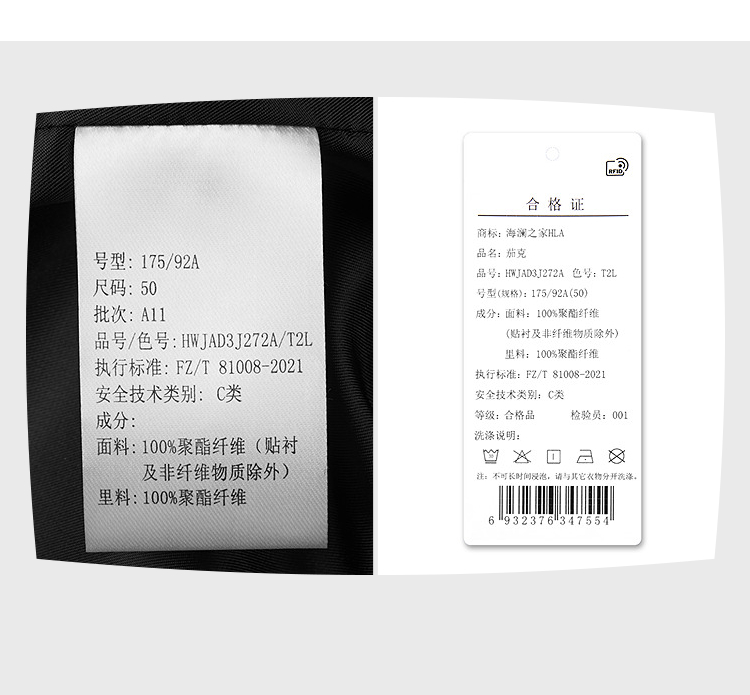 号型: 175/92A
尺码: 50
批次: A11
品号/色号: HWJAD3J272A/T2L
执行标准: FZ/T 81008-2021
安全技术类别: C类
成分:
面料: 100%聚酯纤维（贴衬
及非纤维物质除外）
里料: 100%聚酯纤维
RFID
合格证
商标: 海澜之家HLA
品名: 茄克
品号: HWJAD3J272A 色号: T2L
号型(规格): 175/92A(50)
成分: 面料: 100%聚酯纤维
(贴衬及非纤维物质除外)
里料: 100%聚酯纤维
执行标准: FZ/T 81008-2021
安全技术类别: C类
等级: 合格品 检验员: 001
洗涤说明:
注: 不可长时间浸泡, 请与其它衣物分开洗涤。
6 932376 347554